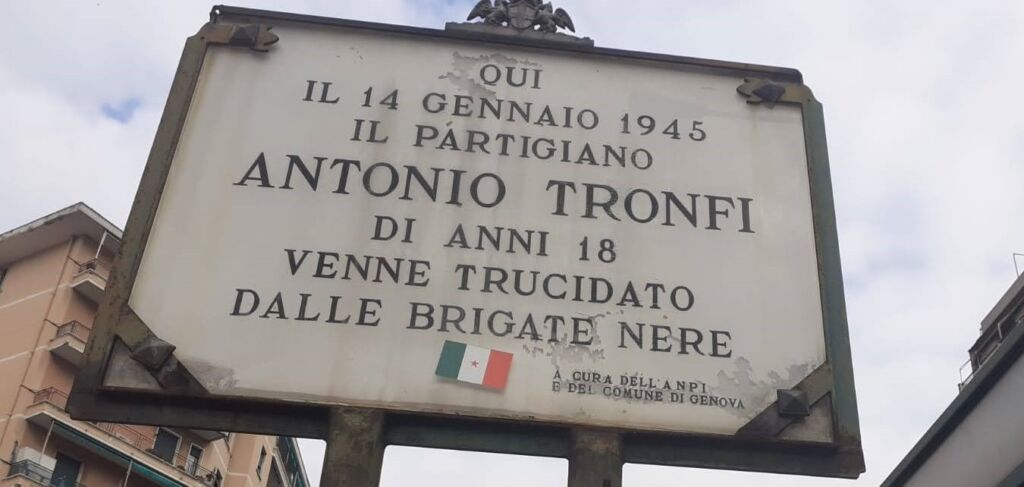 QUI
IL 14 GENNAIO 1945
IL PARTIGIANO
ANTONIO TRONFI
DI ANNI 18
VENNE TRUCIDATO
DALLE BRIGATE NERE
A CURA DELL'ANPI
E DEL COMUNE DI GENOVA